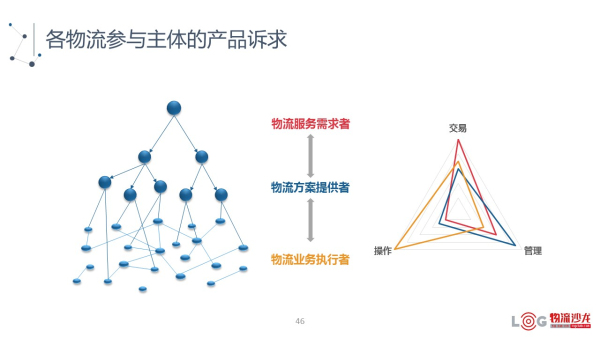 各物流参与主体的产品诉求
物流服务需求者
物流方案提供者
物流业务执行者
交易
操作
管理
46
LOG 物流沙龙